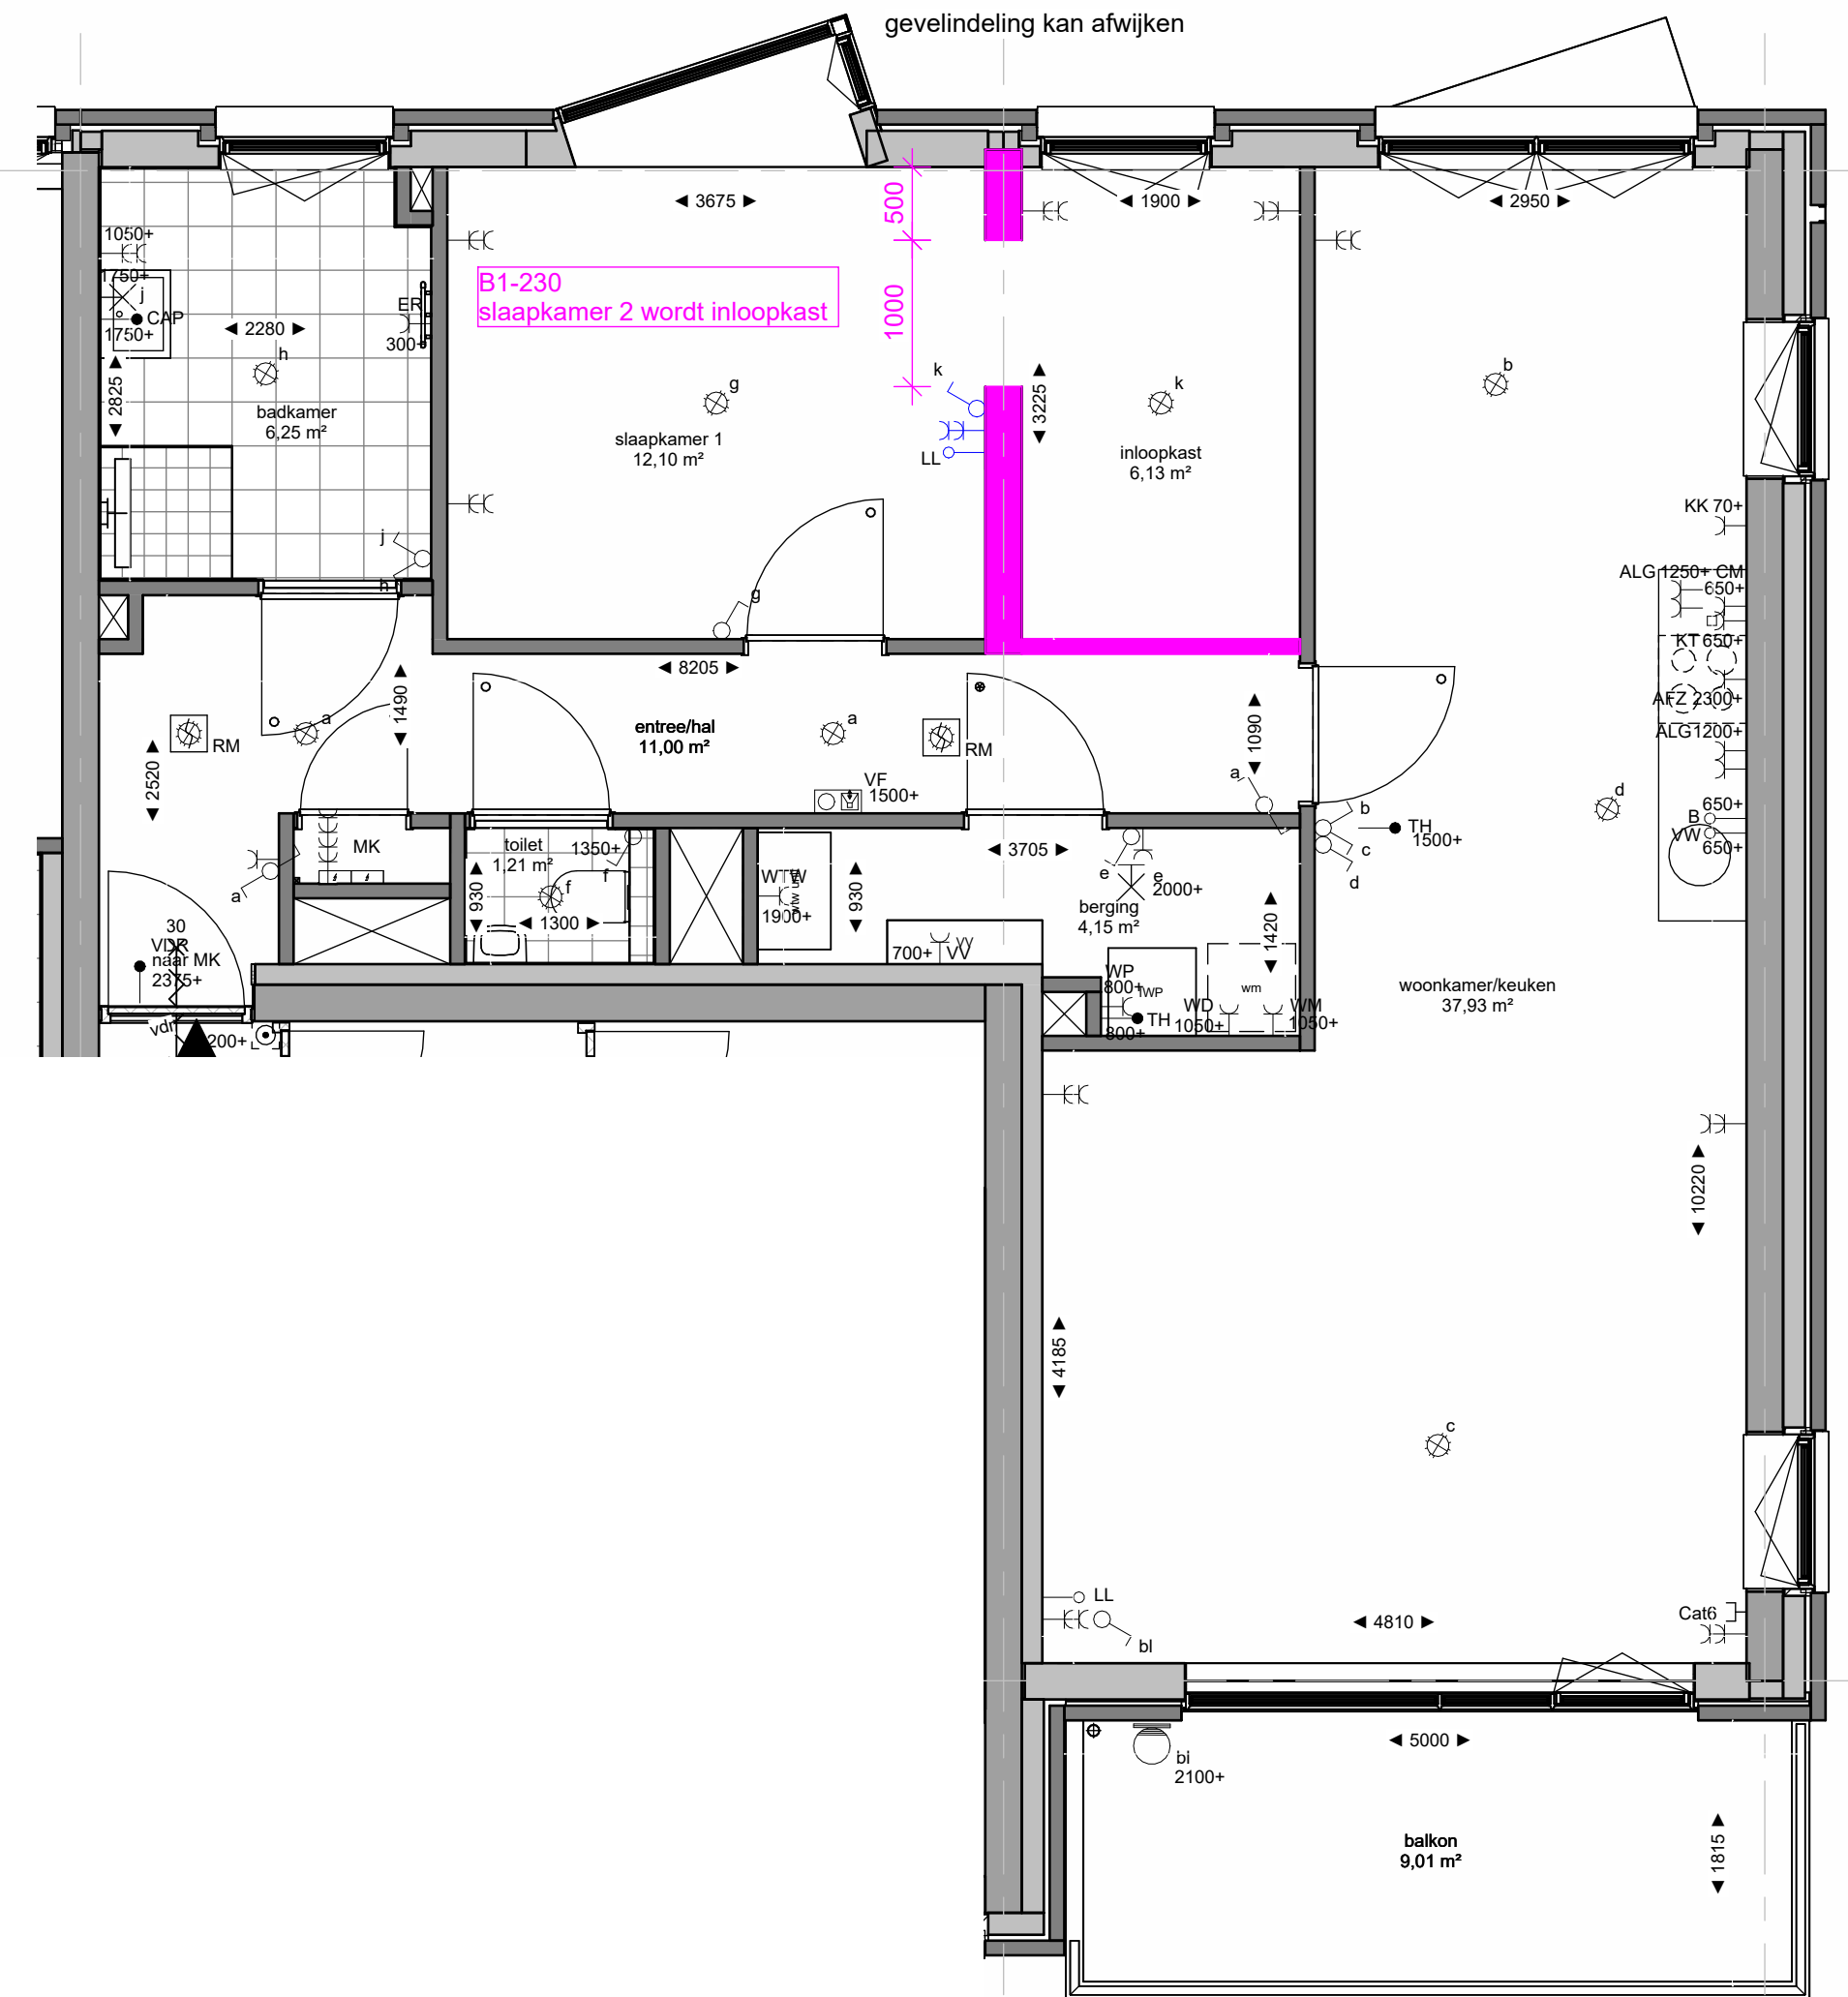 gevelindeling kan afwijken
3675
500
1900
2950
1050+
1750+
j
CAP
1750+
2280
ER
300+
h
2825
badkamer
6,25 m²
B1-230
slaapkamer 2 wordt inloopkast
1000
k
g
slaapkamer 1
12,10 m²
LL
3225
k
inloopkast
6,13 m²
b
KK 70+
ALG 1250+ CM
650+
KT 650+
AFZ 2300+
ALG1200+
j
h
g
8205
1490
a
RM
2520
entree/hal
11,00 m²
a
RM
VF
1500+
1090
a
b
c
d
TH
1500+
d
650+
B
VW
650+
MK
a
toilet
1,21 m²
1350+
f
f
930
1300
WTW
1900+
930
3705
e
e
2000+
berging
4,15 m²
1420
700+
VV
VV
WP
800+
WP
TH
800+
WD
1050+
wm
WM
1050+
30
VDR
naar MK
2375+
vdr
200+
woonkamer/keuken
37,93 m²
10220
4185
c
LL
bl
4810
Cat6
5000
bi
2100+
balkon
9,01 m²
1815